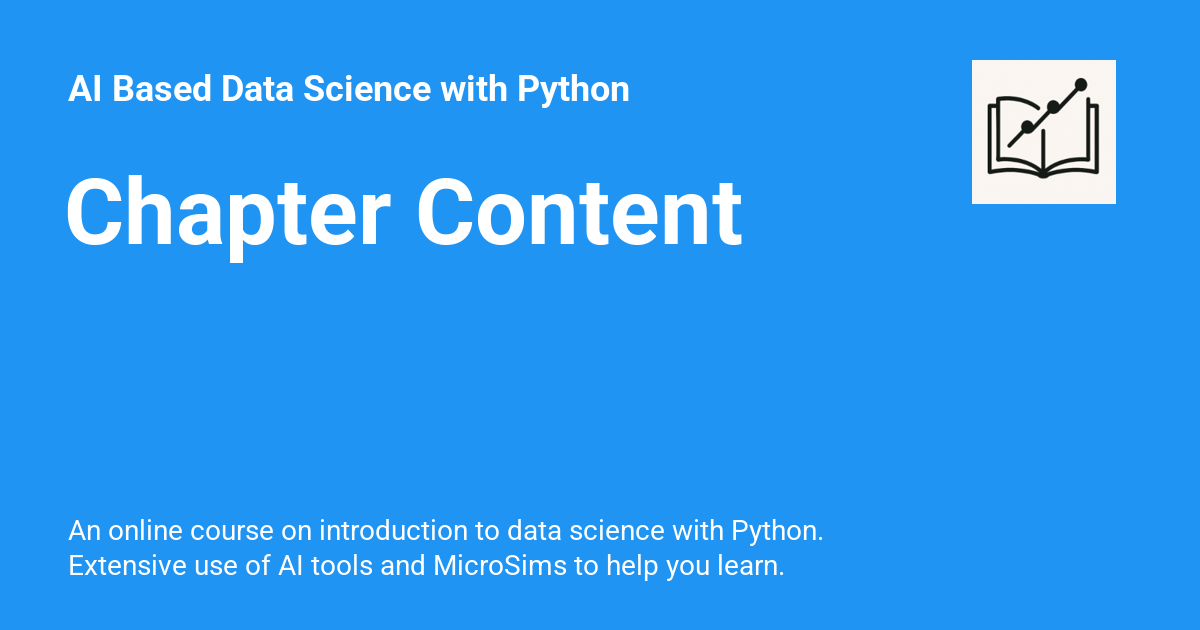 AI Based Data Science with Python
Chapter Content
An online course on introduction to data science with Python.
Extensive use of AI tools and MicroSims to help you learn.